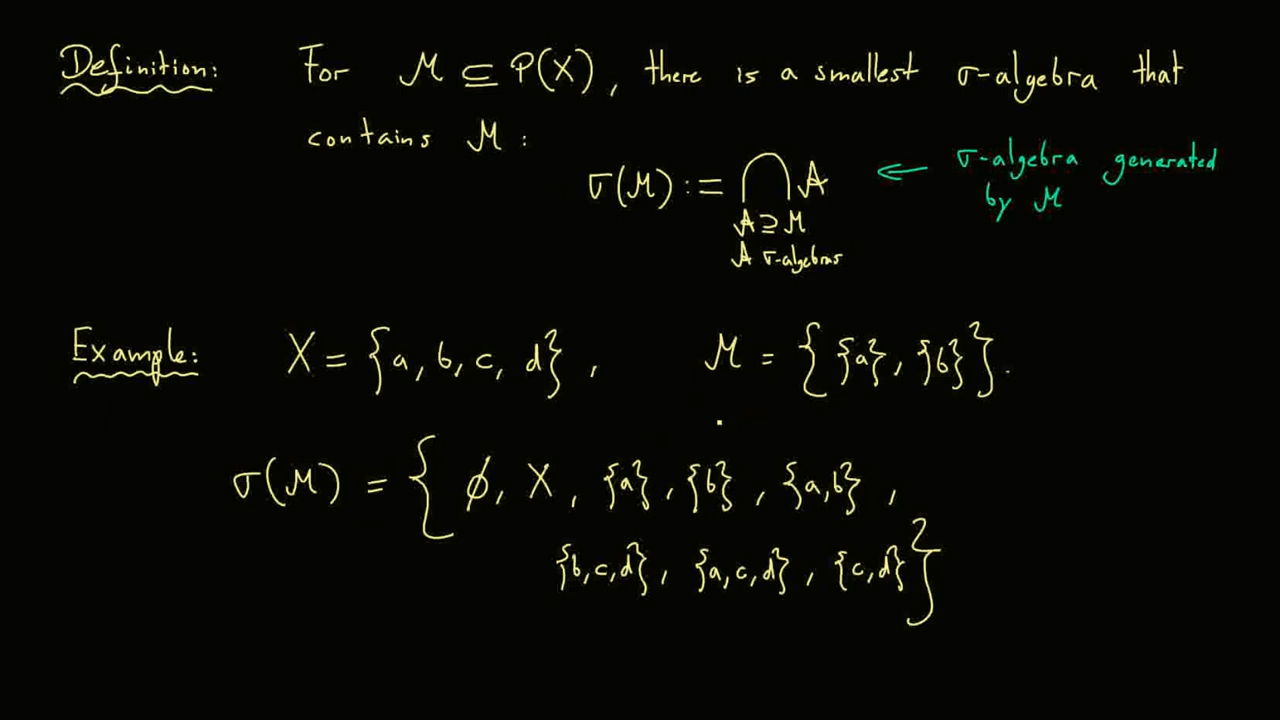 Definition: For M ⊆ P(X), there is a smallest σ-algebra that
contains M:
σ(M) := ⋂ A ⟸ σ-algebra generated
by M
A ⊇ M
A σ-algebras
Example: X = {a, b, c, d}, M = {{a}, {b}}.
σ(M) = { ϕ, X, {a}, {b}, {a,b},
{b,c,d}, {a,c,d}, {c,d} }